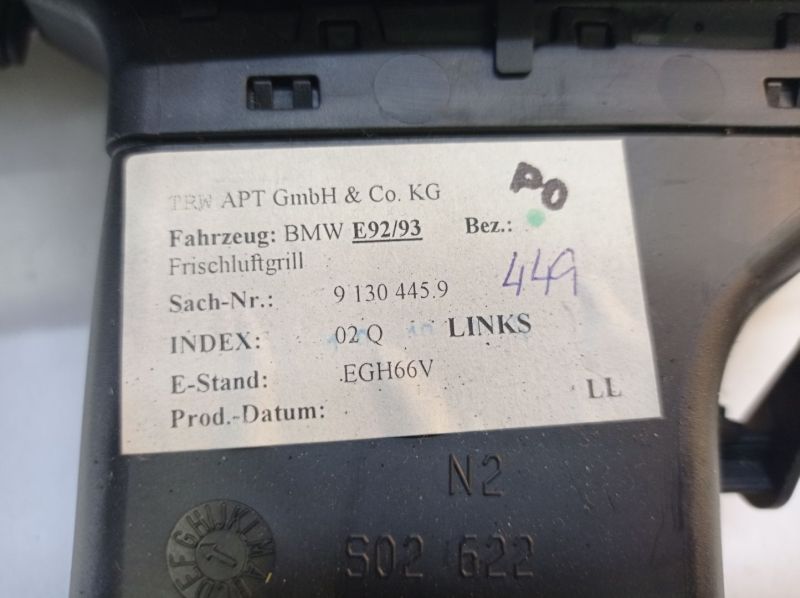 TRW APT GmbH & Co. KG
Fahrzeug: BMW E92/93 Bez.:
Frischluftgrill
Sach-Nr.: 9 130 445.9
449
INDEX: 02 Q LINKS
E-Stand: EGH66V
Prod.-Datum:
LL
N2
S02 622